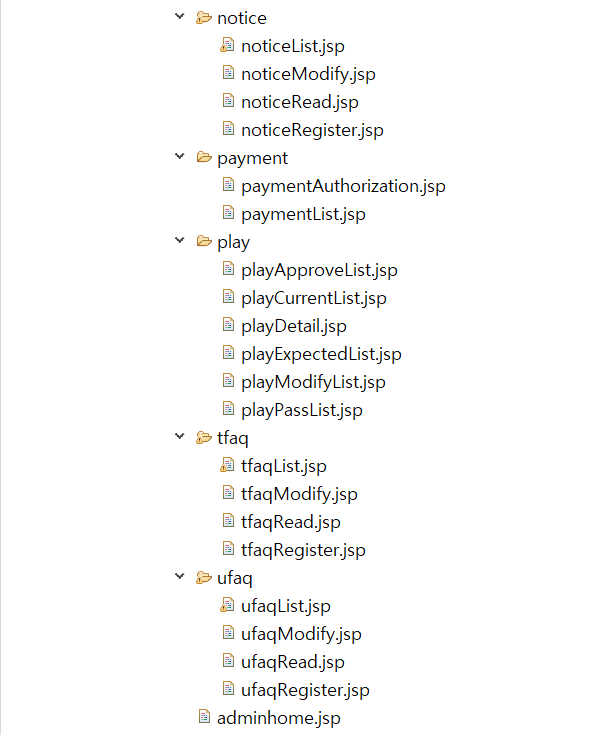 notice
noticeList.jsp
noticeModify.jsp
noticeRead.jsp
noticeRegister.jsp
payment
paymentAuthorization.jsp
paymentList.jsp
play
playApproveList.jsp
playCurrentList.jsp
playDetail.jsp
playExpectedList.jsp
playModifyList.jsp
playPassList.jsp
tfaq
tfaqList.jsp
tfaqModify.jsp
tfaqRead.jsp
tfaqRegister.jsp
ufaq
ufaqList.jsp
ufaqModify.jsp
ufaqRead.jsp
ufaqRegister.jsp
adminhome.jsp